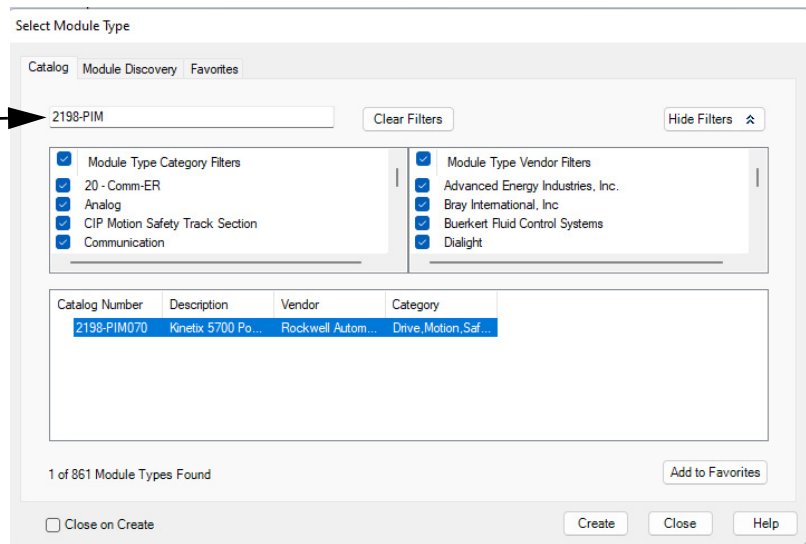 Select Module Type
Catalog Module Discovery Favorites
2198-PIM Clear Filters Hide Filters
Module Type Category Filters
20 - Comm-ER
Analog
CIP Motion Safety Track Section
Communication
Module Type Vendor Filters
Advanced Energy Industries, Inc.
Bray International, Inc
Buerkert Fluid Control Systems
Dialight
Catalog Number Description Vendor Category
2198-PIM070 Kinetix 5700 Po... Rockwell Autom... Drive,Motion,Saf...
1 of 861 Module Types Found Add to Favorites
Close on Create Create Close Help